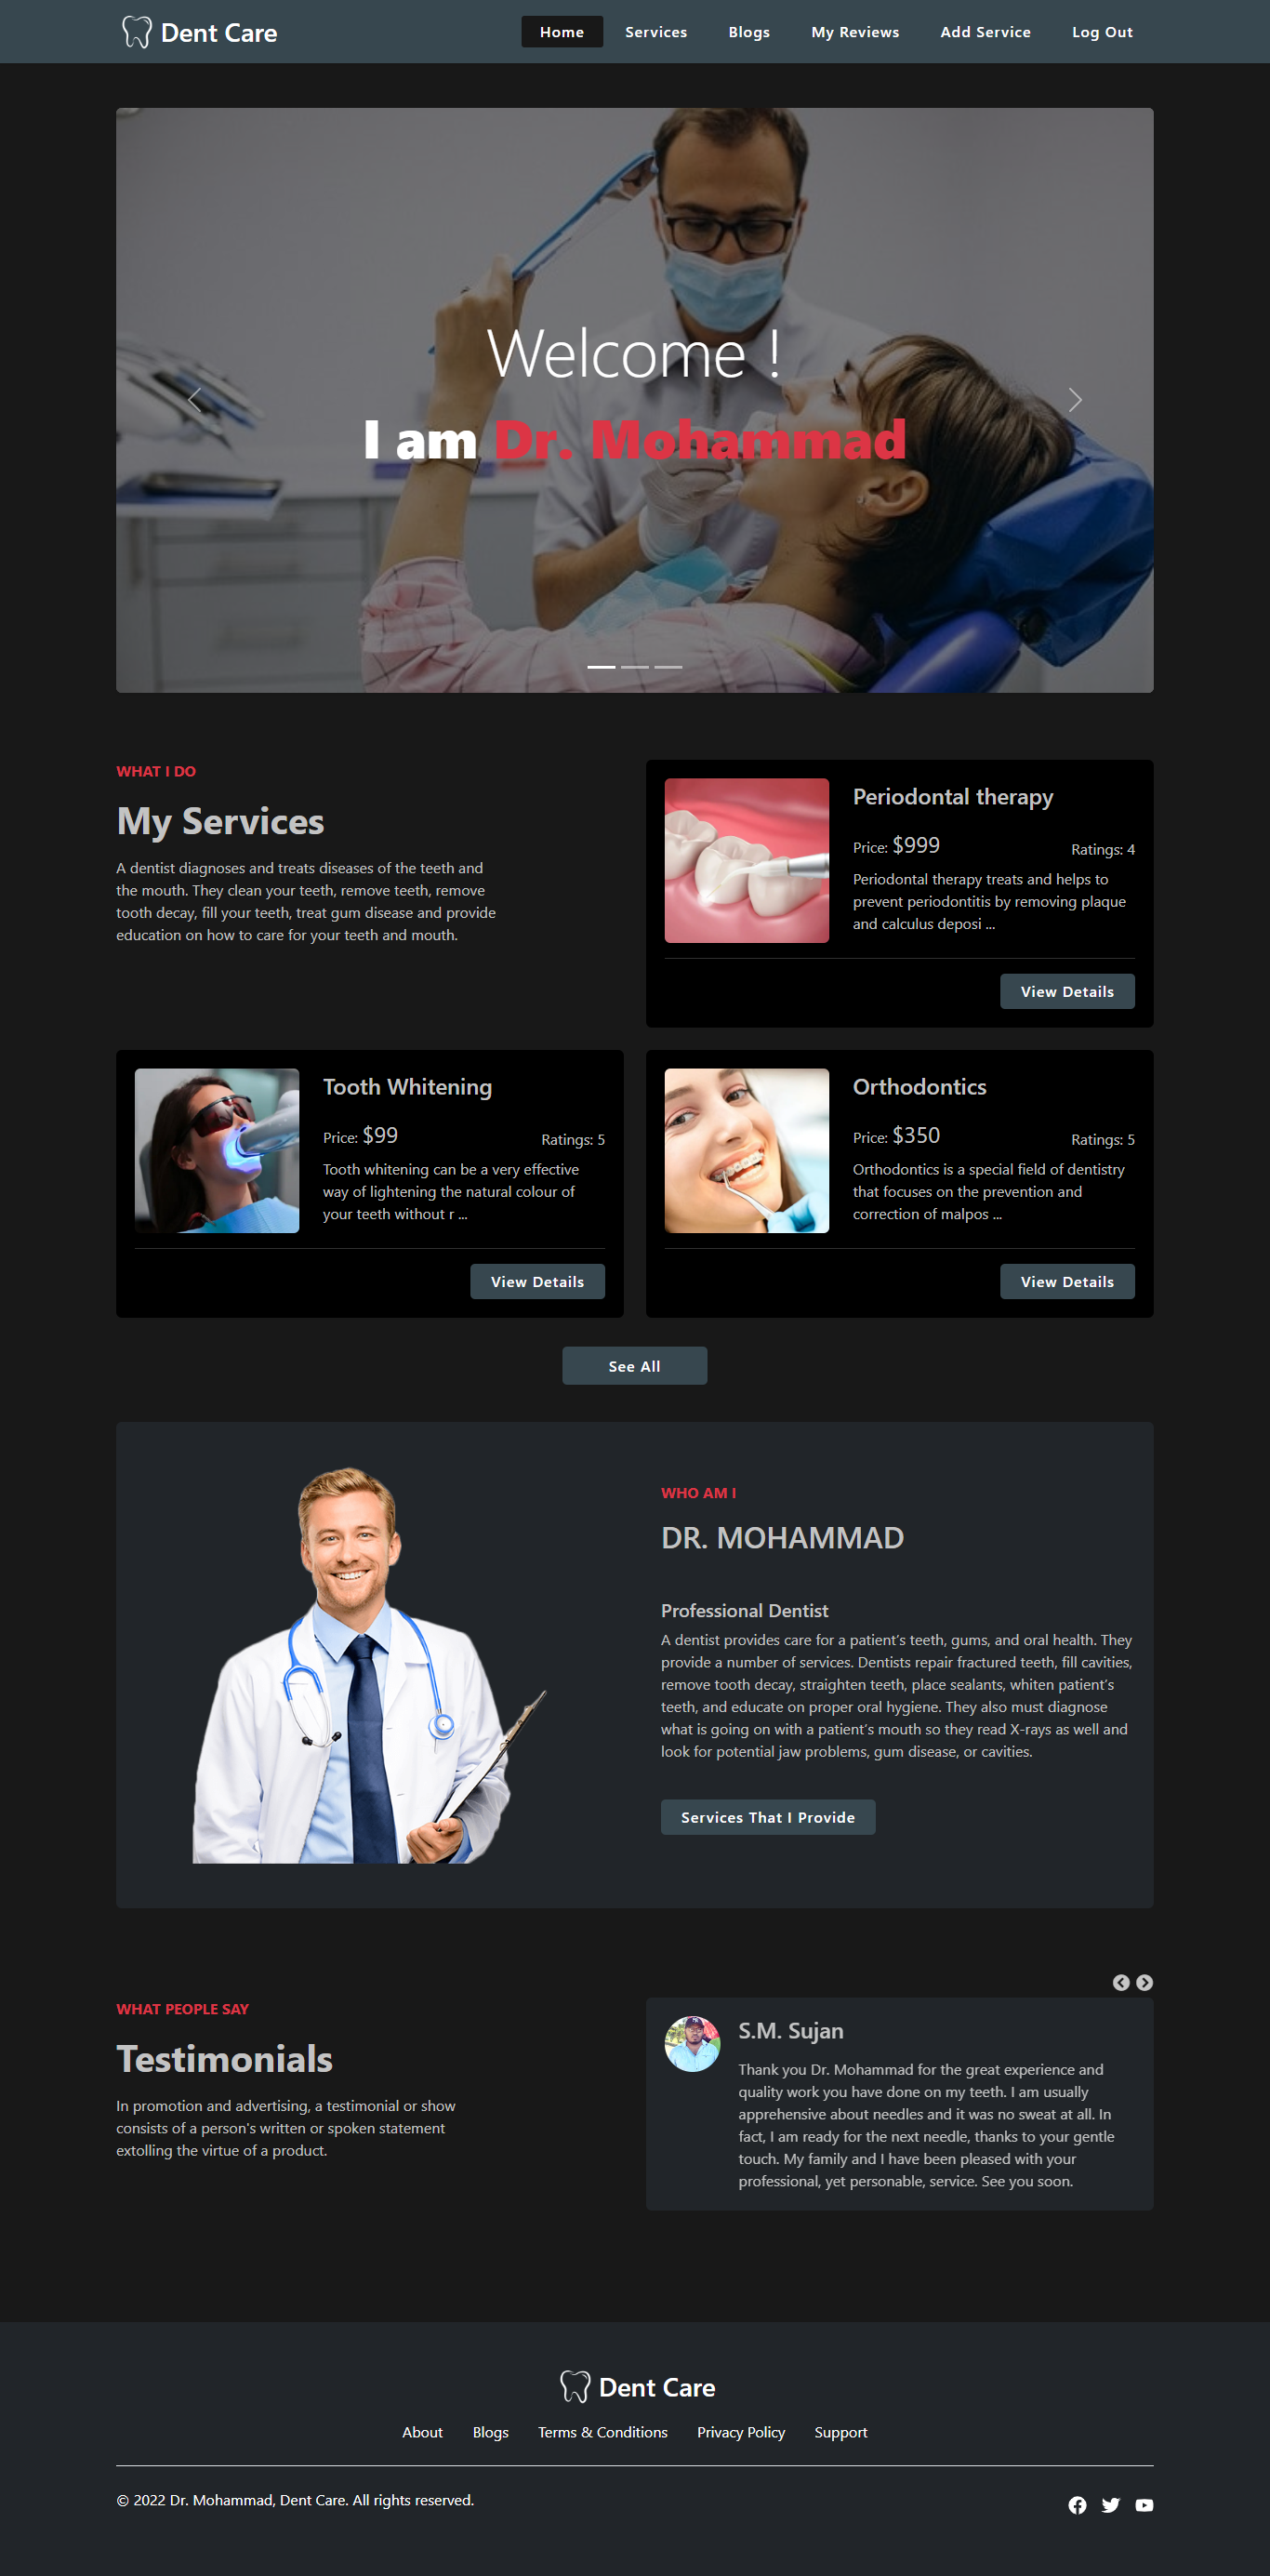 Dent Care
Home
Services
Blogs
My Reviews
Add Service
Log Out
Welcome !
I am Dr. Mohammad
WHAT I DO
My Services
A dentist diagnoses and treats diseases of the teeth and
the mouth. They clean your teeth, remove teeth, remove
tooth decay, fill your teeth, treat gum disease and provide
education on how to care for your teeth and mouth.
Periodontal therapy
Price: $999
Ratings: 4
Periodontal therapy treats and helps to
prevent periodontitis by removing plaque
and calculus deposi ...
View Details
Tooth Whitening
Price: $99
Ratings: 5
Tooth whitening can be a very effective
way of lightening the natural colour of
your teeth without r ...
View Details
Orthodontics
Price: $350
Ratings: 5
Orthodontics is a special field of dentistry
that focuses on the prevention and
correction of malpos ...
View Details
See All
WHO AM I
DR. MOHAMMAD
Professional Dentist
A dentist provides care for a patient’s teeth, gums, and oral health. They
provide a number of services. Dentists repair fractured teeth, fill cavities,
remove tooth decay, straighten teeth, place sealants, whiten patient’s
teeth, and educate on proper oral hygiene. They also must diagnose
what is going on with a patient’s mouth so they read X-rays as well and
look for potential jaw problems, gum disease, or cavities.
Services That I Provide
WHAT PEOPLE SAY
Testimonials
In promotion and advertising, a testimonial or show
consists of a person's written or spoken statement
extolling the virtue of a product.
S.M. Sujan
Thank you Dr. Mohammad for the great experience and
quality work you have done on my teeth. I am usually
apprehensive about needles and it was no sweat at all. In
fact, I am ready for the next needle, thanks to your gentle
touch. My family and I have been pleased with your
professional, yet personable, service. See you soon.
Dent Care
About
Blogs
Terms & Conditions
Privacy Policy
Support
© 2022 Dr. Mohammad, Dent Care. All rights reserved.